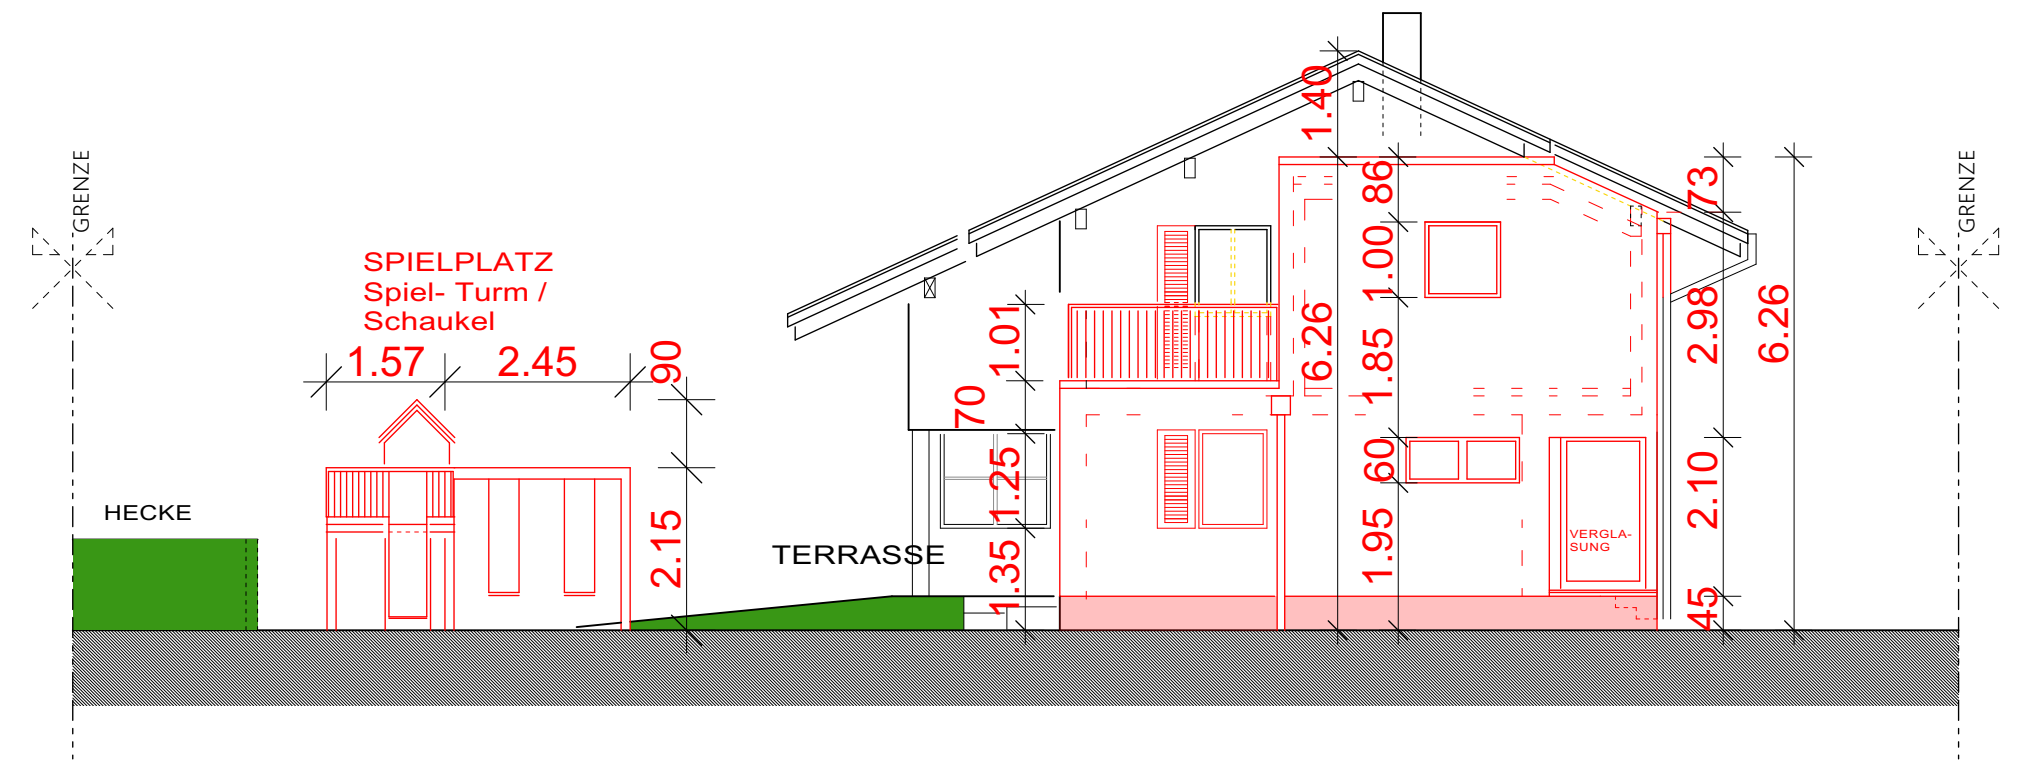 GRENZE
SPIELPLATZ
Spiel- Turm /
Schaukel
1.57
2.45
90
2.15
HECKE
TERRASSE
1.01
70
1.25
1.35
1.40
6.26
86
1.00
1.85
60
1.95
VERGLA-
SUNG
73
2.98
2.10
45
6.26
GRENZE